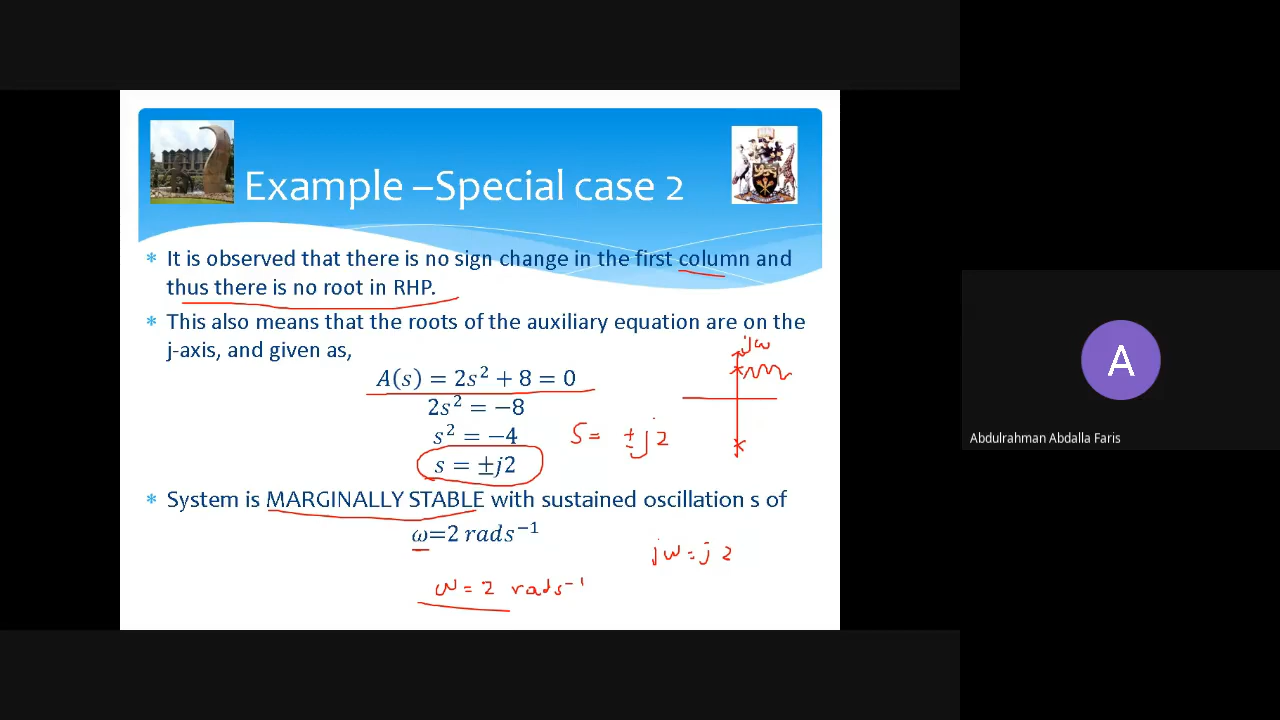 Example –Special case 2
* It is observed that there is no sign change in the first column and
thus there is no root in RHP.
* This also means that the roots of the auxiliary equation are on the
j-axis, and given as,
A(s) = 2s² + 8 = 0
2s² = −8
s² = −4
s = ±j2
jω
S = ±j2
* System is MARGINALLY STABLE with sustained oscillation s of
ω=2 rads⁻¹
jω = j2
ω = 2 rads⁻¹
A
Abdulrahman Abdalla Faris